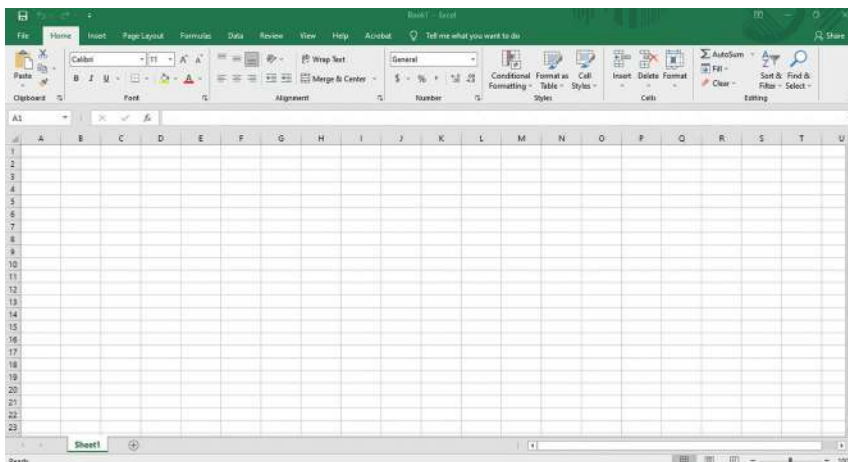 Book1 - Excel
File Home Insert Page Layout Formulas Data Review View Help Acrobat Tell me what you want to do Share
Calibri 11 A A Wrap Text General AutoSum
Paste B I U A Merge & Center $ % Conditional Formatting Format as Table Cell Styles Insert Delete Format Fill Clear Sort & Filter Find & Select
Clipboard Font Alignment Number Styles Cells Editing
A1 fx
A B C D E F G H I J K L M N O P Q R S T U
1
2
3
4
5
6
7
8
9
10
11
12
13
14
15
16
17
18
19
20
21
22
23
Sheet1
Ready